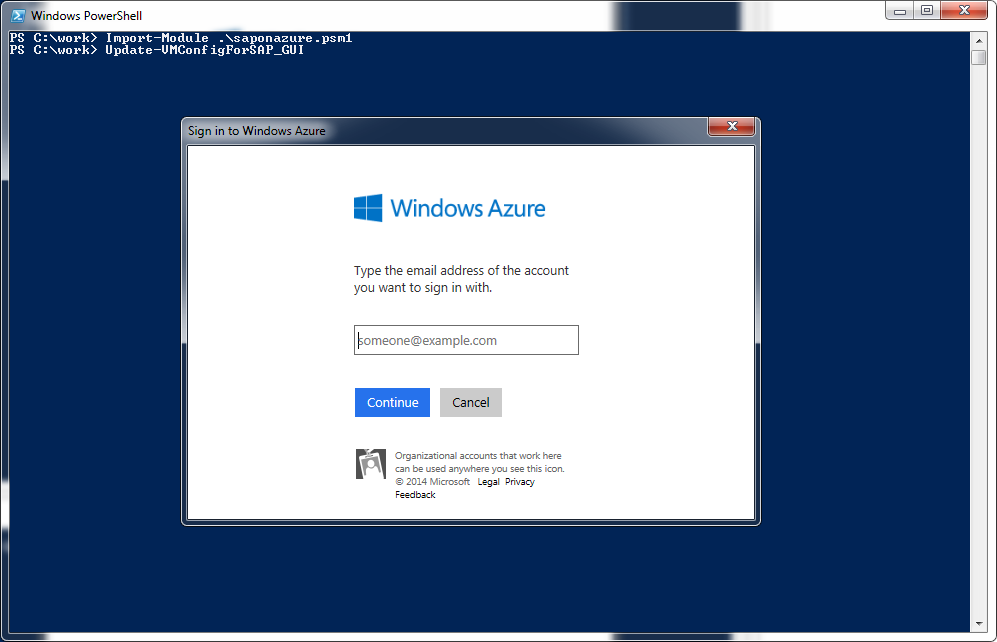 Windows PowerShell
PS C:\work> Import-Module .\saponazure.psm1
PS C:\work> Update-VMConfigForSAP_GUI
Sign in to Windows Azure
Windows Azure
Type the email address of the account
you want to sign in with.
someone@example.com
Continue Cancel
Organizational accounts that work here
can be used anywhere you see this icon.
© 2014 Microsoft Legal Privacy
Feedback